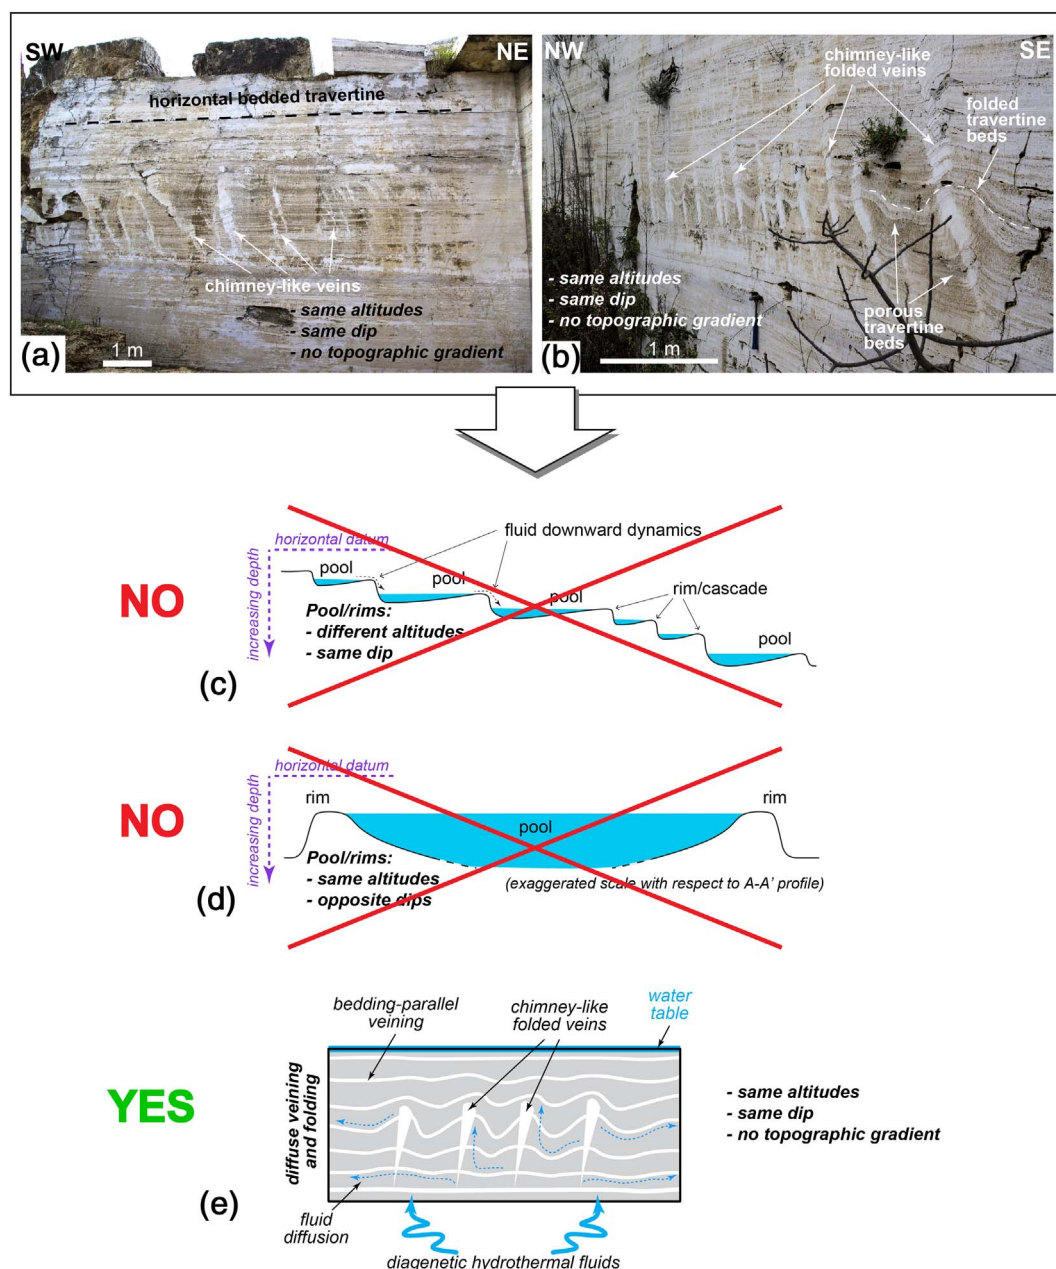 SW
NE
horizontal bedded travertine
chimney-like veins
- same altitudes
- same dip
- no topographic gradient
(a)
1 m
NW
SE
chimney-like
folded veins
folded
travertine
beds
- same altitudes
- same dip
- no topographic gradient
porous
travertine
beds
(b)
1 m
NO
horizontal datum
increasing depth
fluid downward dynamics
pool
pool
pool
rim/cascade
pool
Pool/rims:
- different altitudes
- same dip
(c)
NO
horizontal datum
increasing depth
rim
rim
pool
Pool/rims:
- same altitudes
- opposite dips
(exaggerated scale with respect to A-A' profile)
(d)
YES
bedding-parallel
veining
chimney-like
folded veins
water
table
diffuse veining
and folding
- same altitudes
- same dip
- no topographic gradient
(e)
fluid
diffusion
diagenetic hydrothermal fluids